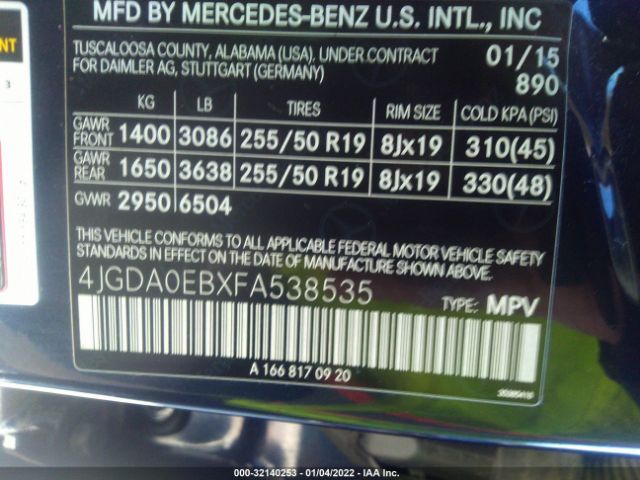 MFD BY MERCEDES-BENZ U.S. INTL., INC
TUSCALOOSA COUNTY, ALABAMA (USA), UNDER CONTRACT 01/15
FOR DAIMLER AG, STUTTGART (GERMANY) 890
KG LB TIRES RIM SIZE COLD KPA (PSI)
GAWR FRONT 1400 3086 255/50 R19 8Jx19 310(45)
GAWR REAR 1650 3638 255/50 R19 8Jx19 330(48)
GVWR 2950 6504
THIS VEHICLE CONFORMS TO ALL APPLICABLE FEDERAL MOTOR VEHICLE SAFETY
STANDARDS IN EFFECT ON THE DATE OF MANUFACTURE SHOWN ABOVE.
4JGDA0EBXFA538535 TYPE: MPV
A 166 817 09 20
000-32140253 - 01/04/2022 - IAA Inc.